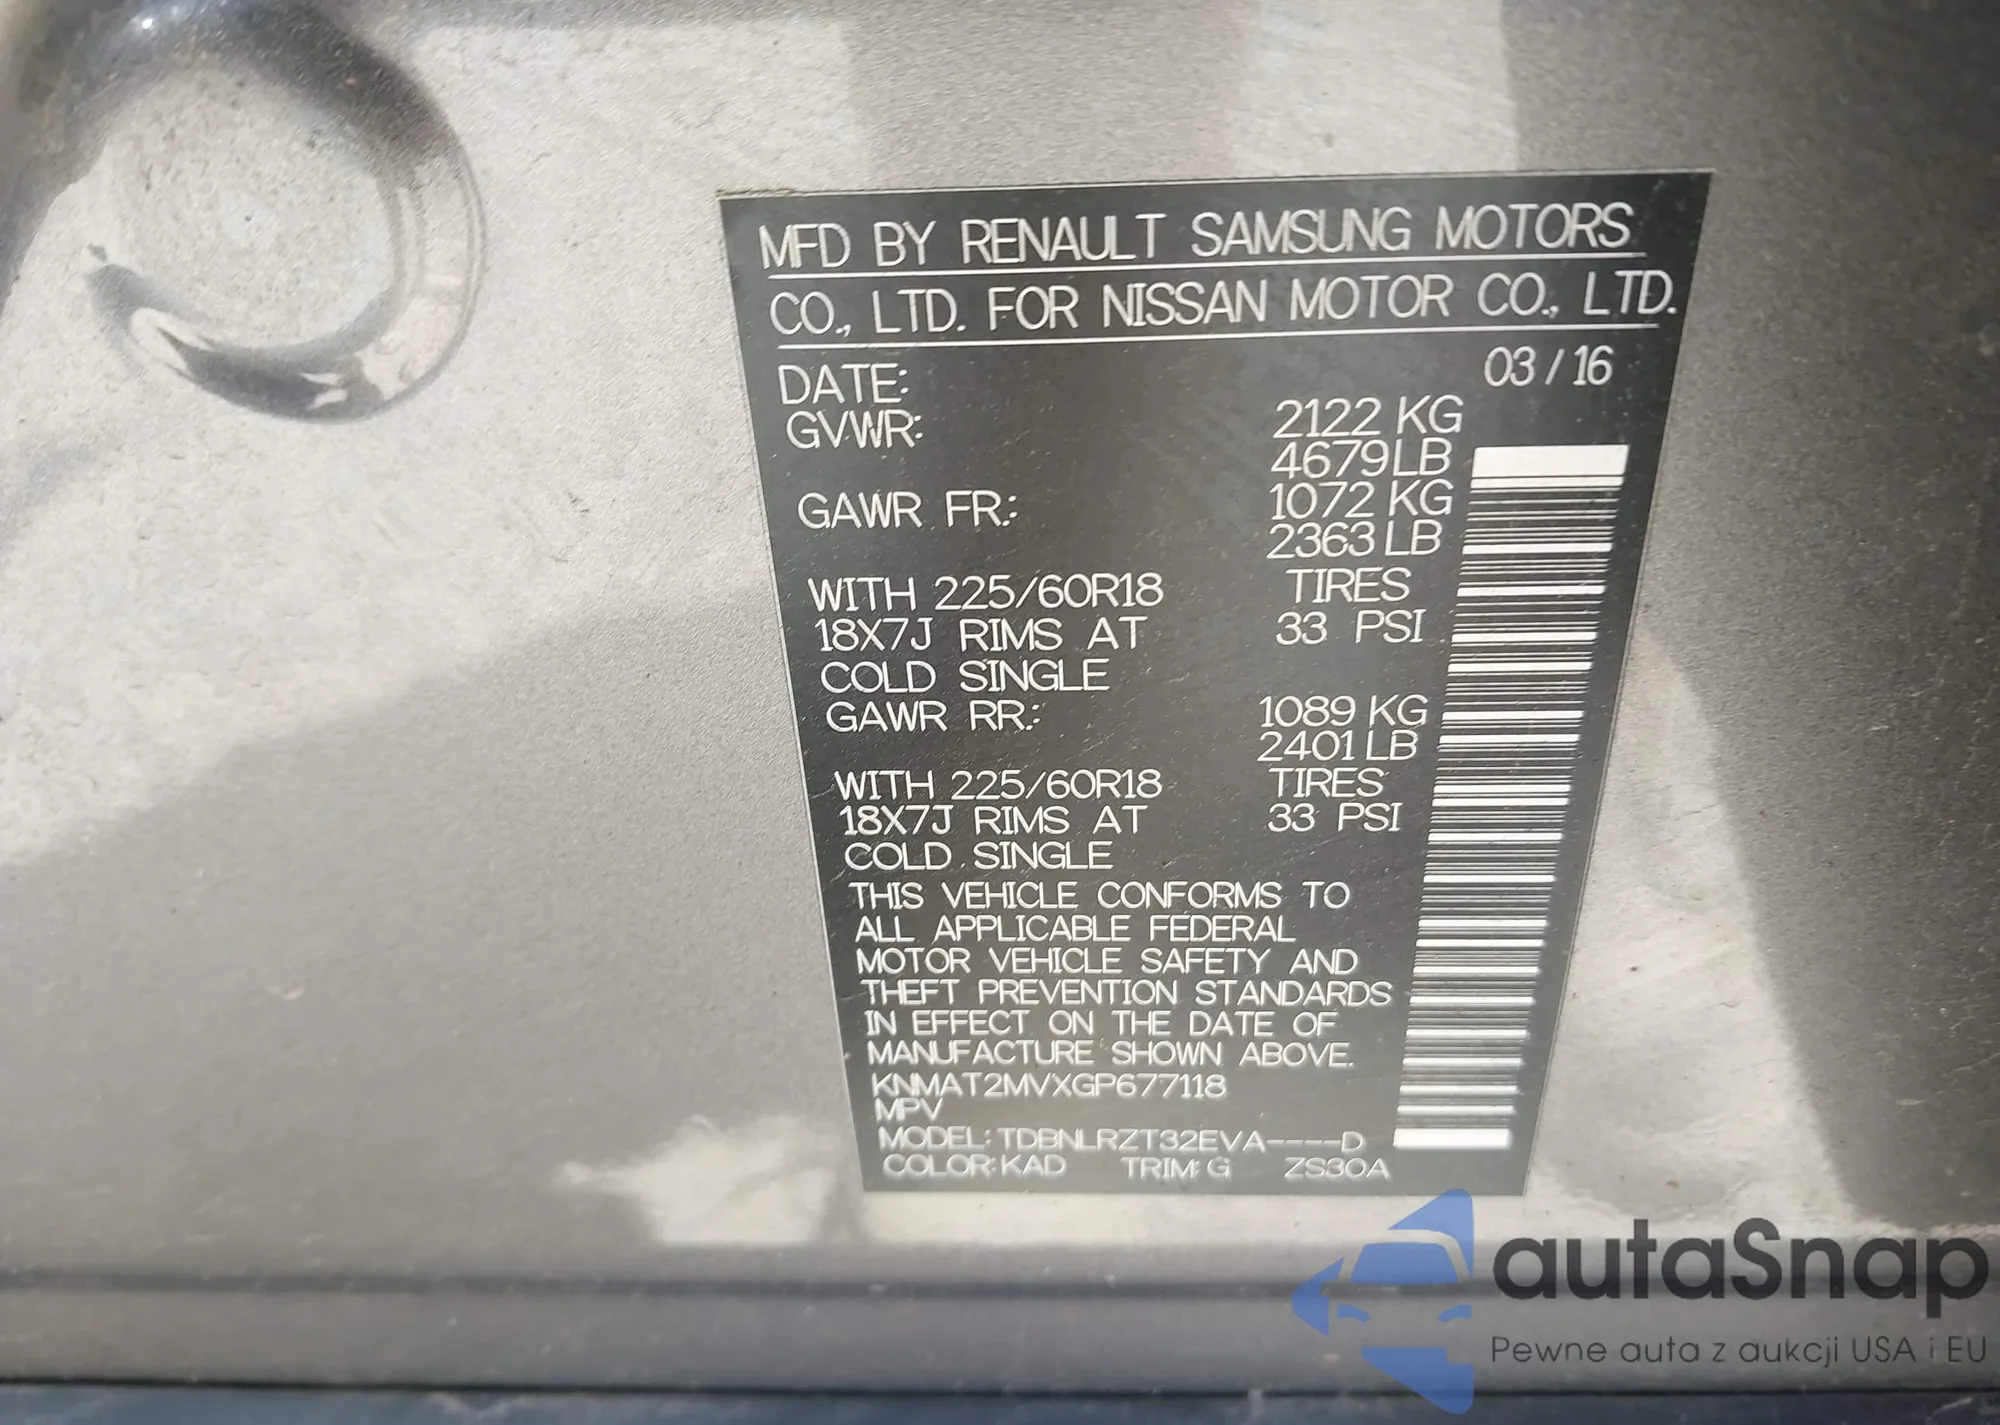 MFD BY RENAULT SAMSUNG MOTORS
CO., LTD. FOR NISSAN MOTOR CO., LTD.
DATE: 03/16
GVWR: 2122 KG
4679LB
GAWR FR.: 1072 KG
2363LB
WITH 225/60R18 TIRES
18X7J RIMS AT 33 PSI
COLD SINGLE
GAWR RR.: 1089 KG
2401LB
WITH 225/60R18 TIRES
18X7J RIMS AT 33 PSI
COLD SINGLE
THIS VEHICLE CONFORMS TO
ALL APPLICABLE FEDERAL
MOTOR VEHICLE SAFETY AND
THEFT PREVENTION STANDARDS
IN EFFECT ON THE DATE OF
MANUFACTURE SHOWN ABOVE.
KNMAT2MVXGP677118
MPV
MODEL: TDBNLRZT32EVA----D
COLOR: KAD TRIM: G ZS30A
autaSnap
Pewne auta z aukcji USA i EU